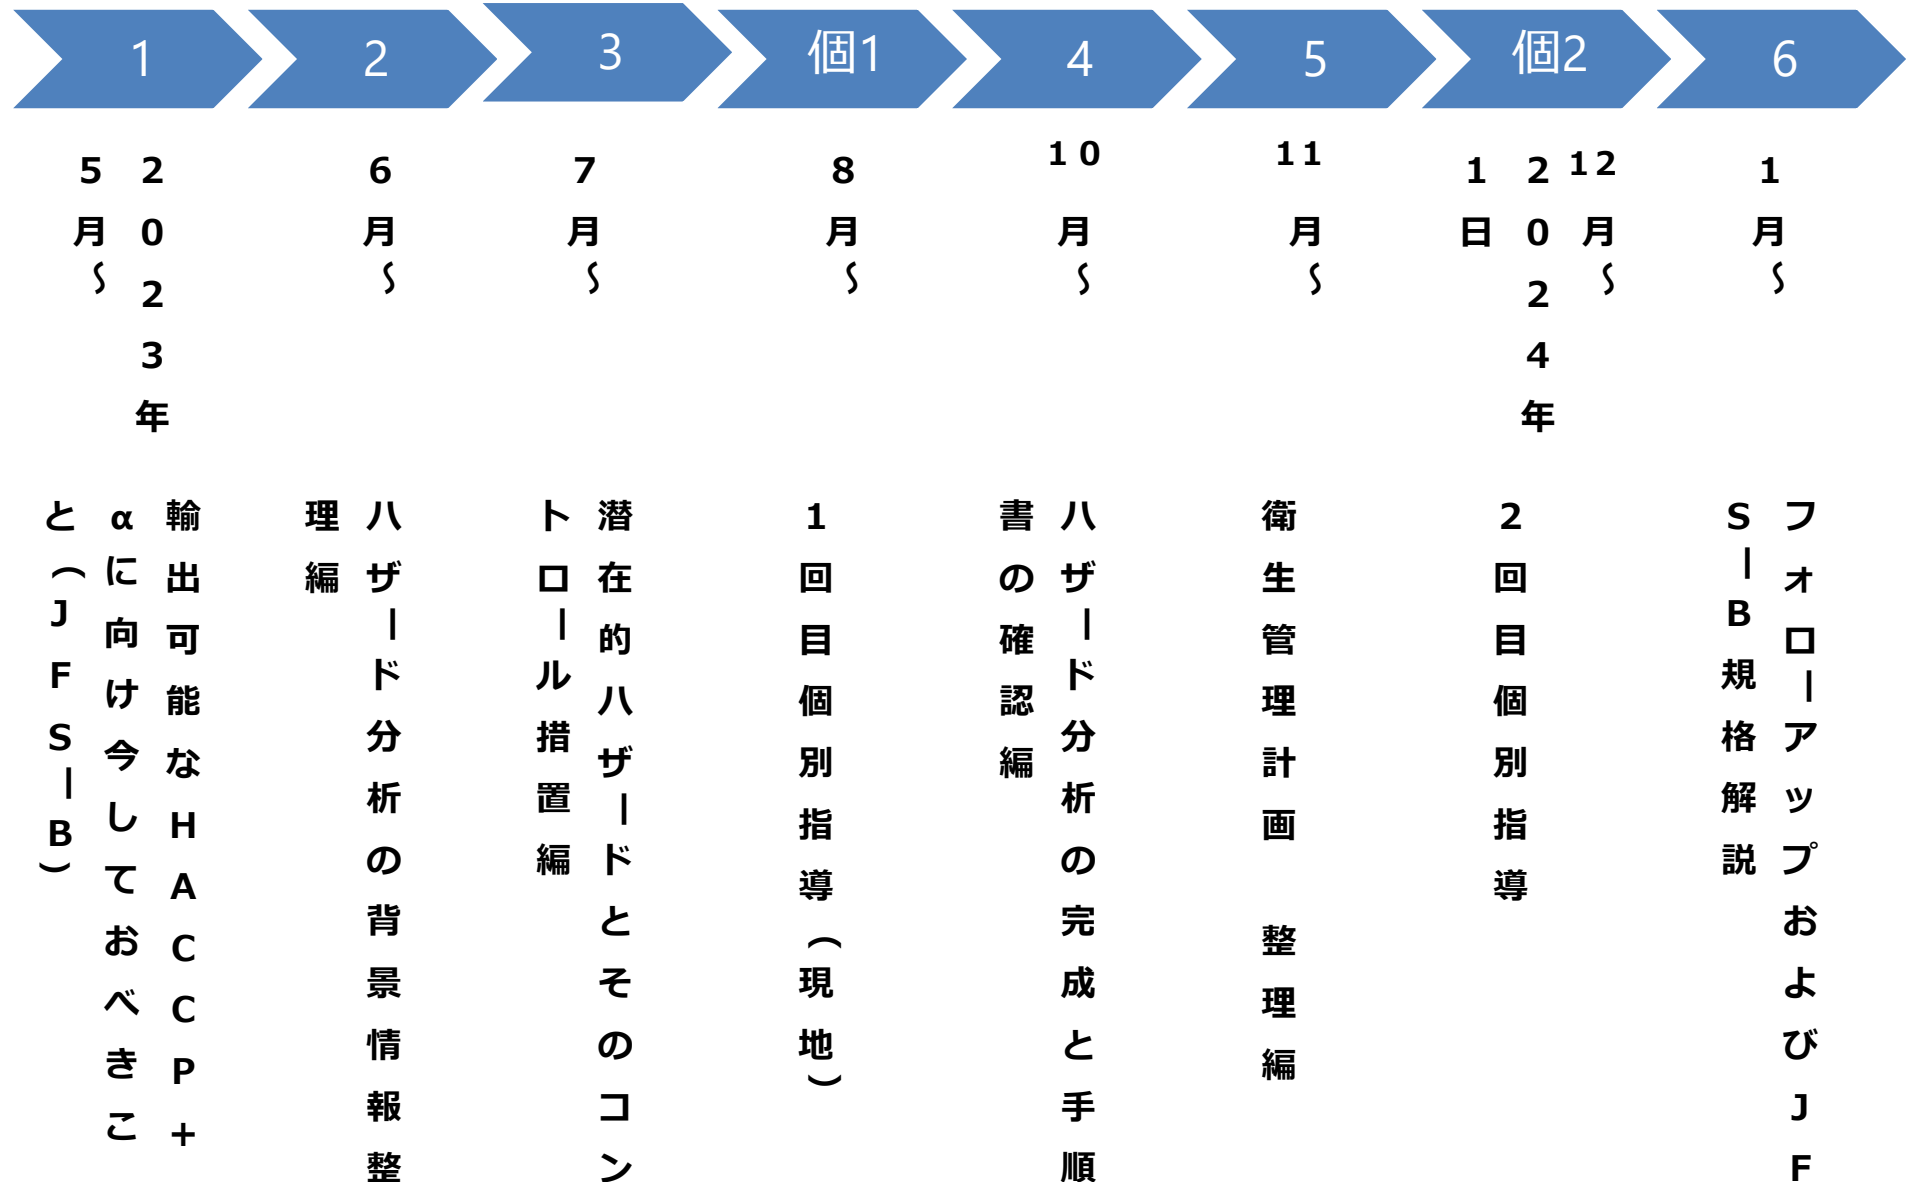 1
2
3
個1
4
5
個2
6
2023年
5月～
6月～
7月～
8月～
10月～
11月～
12月～
2024年
1日
1月～
輸出可能なHACCP+
αに向け今しておべきこ
と（JFSーB）
ハザード分析の背景情報整
理編
潜在的ハザードとそのコン
トロール措置編
1回目個別指導（現地）
ハザード分析の完成と手順
書の確認編
衛生管理計画　整理編
2回目個別指導
フォローアップおよびJF
SーB規格解説